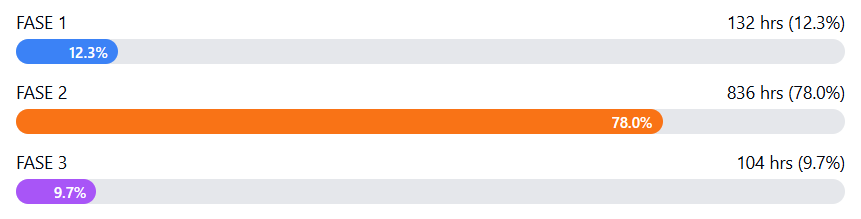 FASE 1 132 hrs (12.3%)
12.3%
FASE 2 836 hrs (78.0%)
78.0%
FASE 3 104 hrs (9.7%)
9.7%